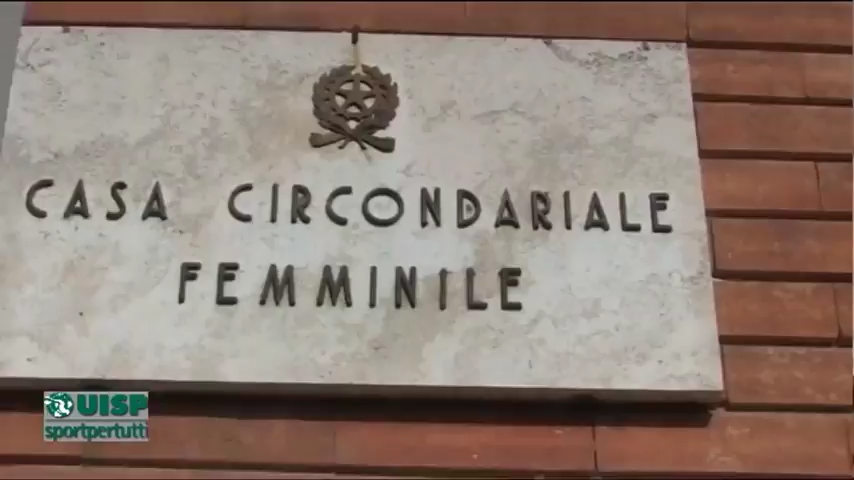 CASA CIRCONDARIALE
FEMMINILE
UISP
sportpertutti